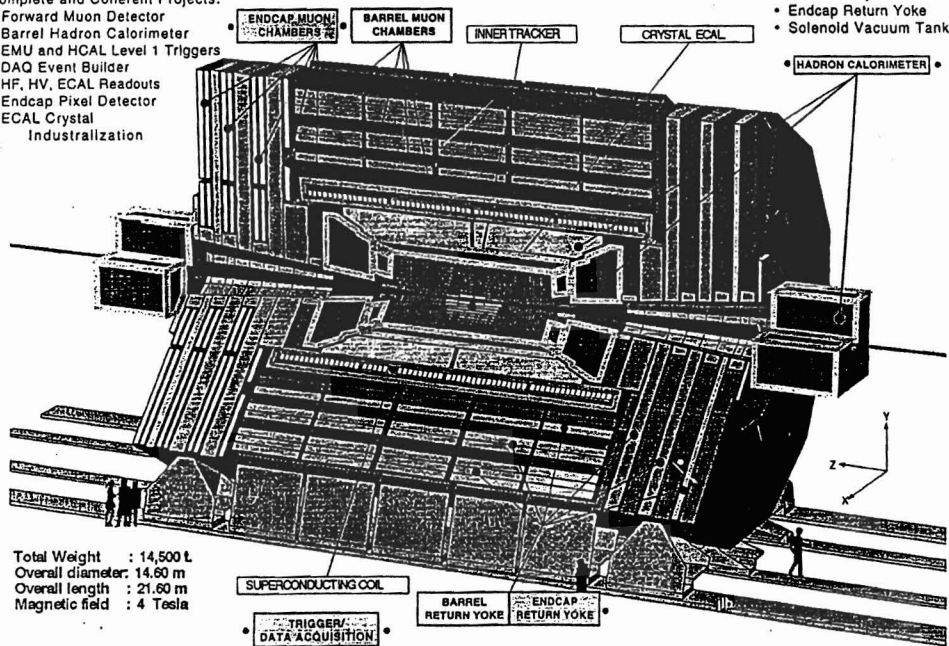 omplete and Coherent Projects:
Forward Muon Detector
Barrel Hadron Calorimeter
EMU and HCAL Level 1 Triggers
DAQ Event Builder
HF, HV, ECAL Readouts
Endcap Pixel Detector
ECAL Crystal
Industralization
• ENDCAP MUON •
CHAMBERS
BARREL MUON
CHAMBERS
INNER TRACKER
CRYSTAL ECAL
• Endcap Return Yoke
• Solenoid Vacuum Tank
• HADRON CALORIMETER •
Y
Z
X
Total Weight : 14,500 t.
Overall diameter: 14.60 m
Overall length : 21.60 m
Magnetic field : 4 Tesla
SUPERCONDUCTING COIL
• TRIGGER/ •
DATA ACQUISITION
BARREL
RETURN YOKE
ENDCAP •
RETURN YOKE